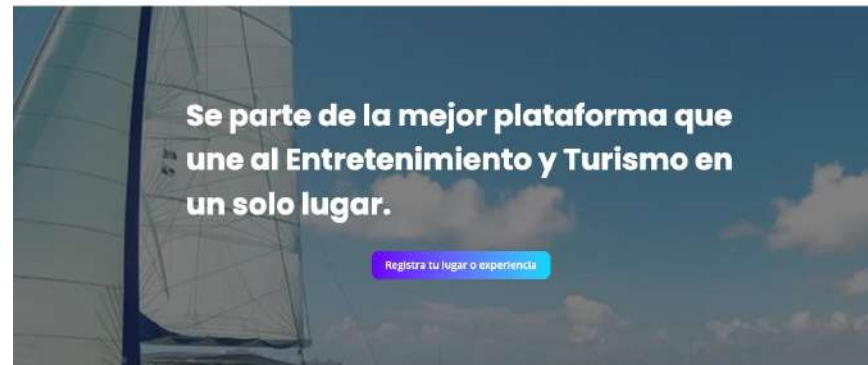 Se parte de la mejor plataforma que
une al Entretenimiento y Turismo en
un solo lugar.
Registra tu lugar o experiencia